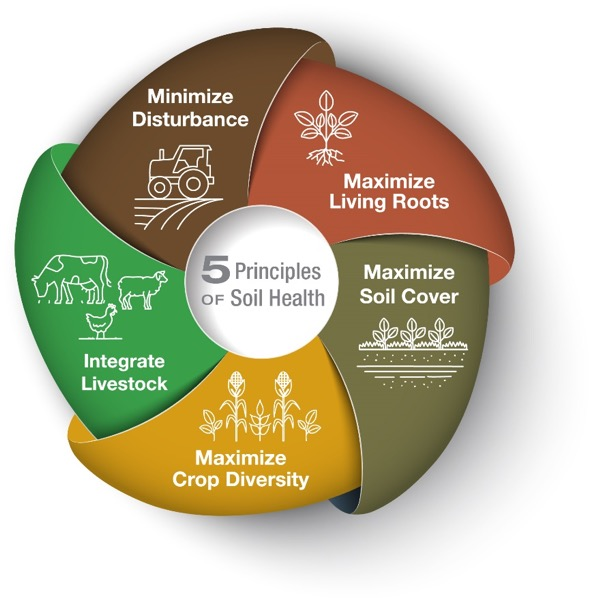 5 Principles
OF Soil Health
Minimize
Disturbance
Maximize
Living Roots
Maximize
Soil Cover
Maximize
Crop Diversity
Integrate
Livestock